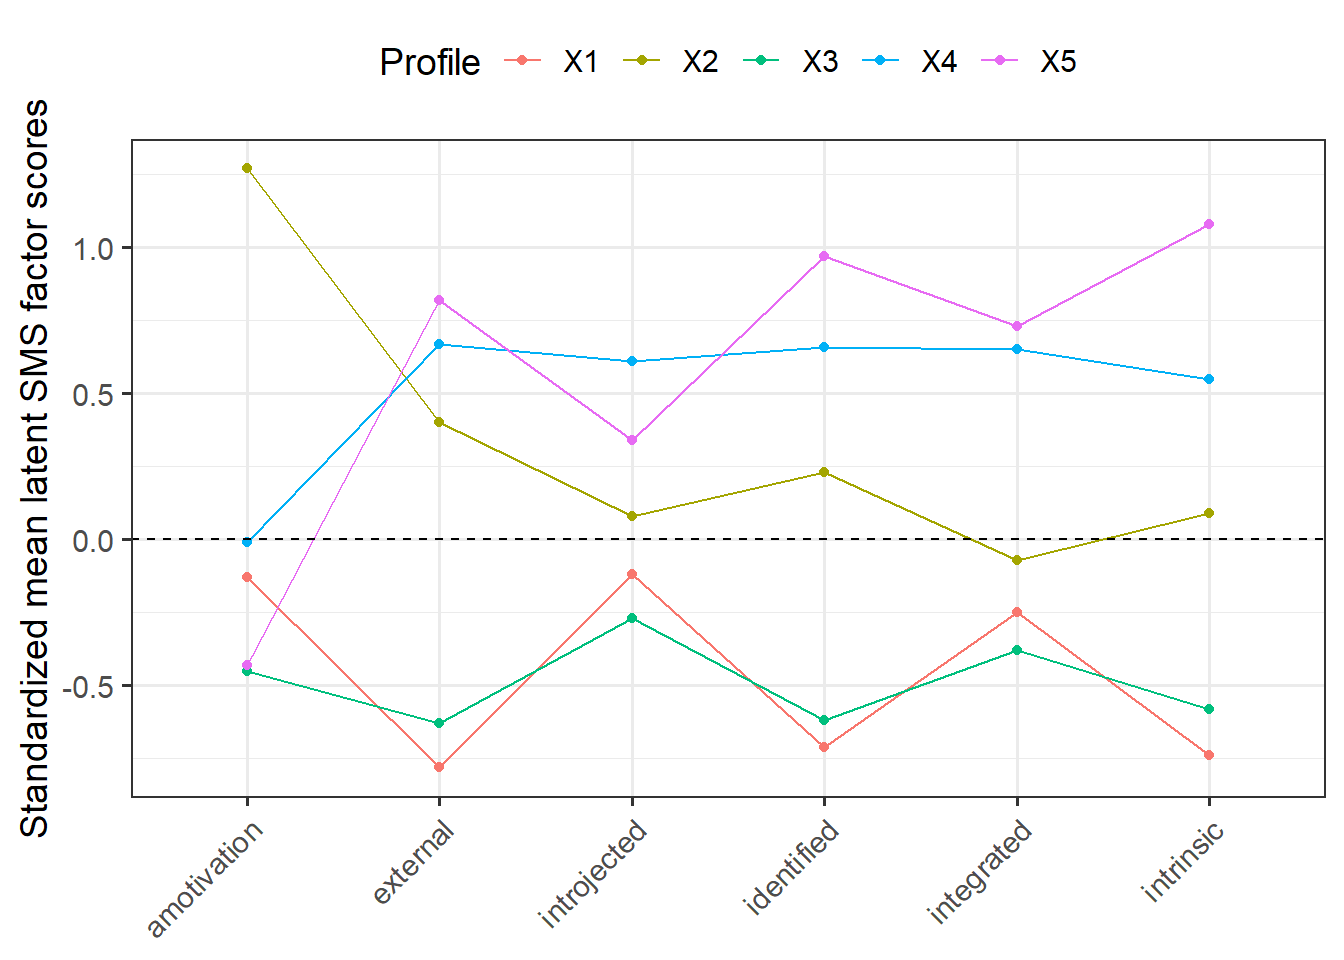 Profile X1 X2 X3 X4 X5
Standardized mean latent SMS factor scores
1.0
0.5
0.0
-0.5
amotivation
external
introjected
identified
integrated
intrinsic